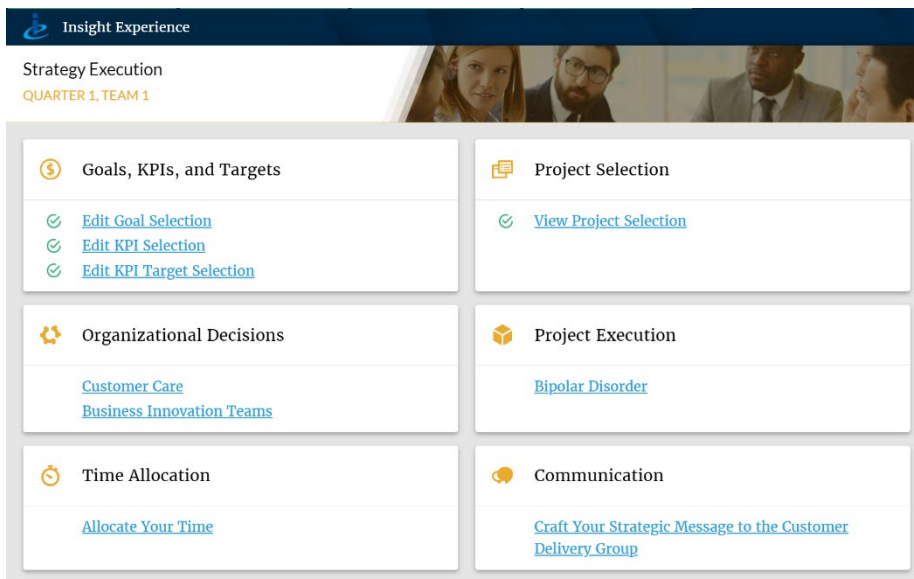 Insight Experience
Strategy Execution
QUARTER 1, TEAM 1
Goals, KPIs, and Targets
Edit Goal Selection
Edit KPI Selection
Edit KPI Target Selection
Project Selection
View Project Selection
Organizational Decisions
Customer Care
Business Innovation Teams
Project Execution
Bipolar Disorder
Time Allocation
Allocate Your Time
Communication
Craft Your Strategic Message to the Customer
Delivery Group